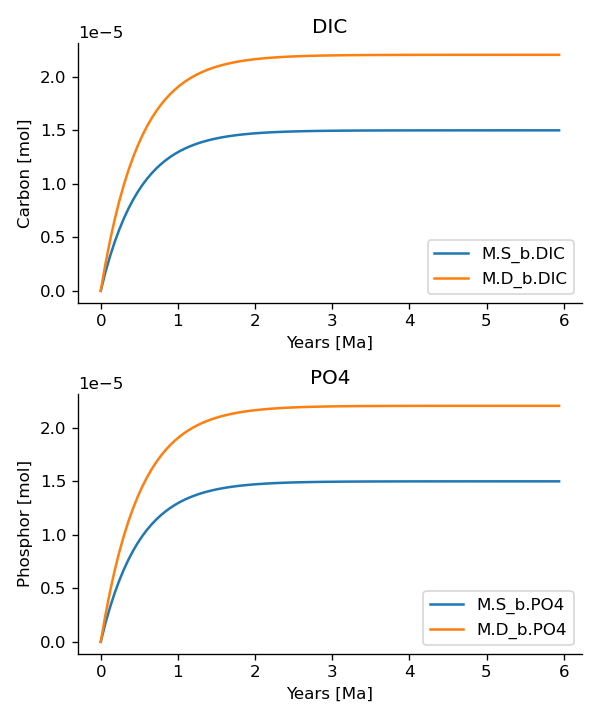 DIC
1e−5
2.0
1.5
1.0
0.5
0.0
Carbon [mol]
M.S_b.DIC
M.D_b.DIC
0 1 2 3 4 5 6
Years [Ma]
PO4
1e−5
2.0
1.5
1.0
0.5
0.0
Phosphor [mol]
M.S_b.PO4
M.D_b.PO4
0 1 2 3 4 5 6
Years [Ma]